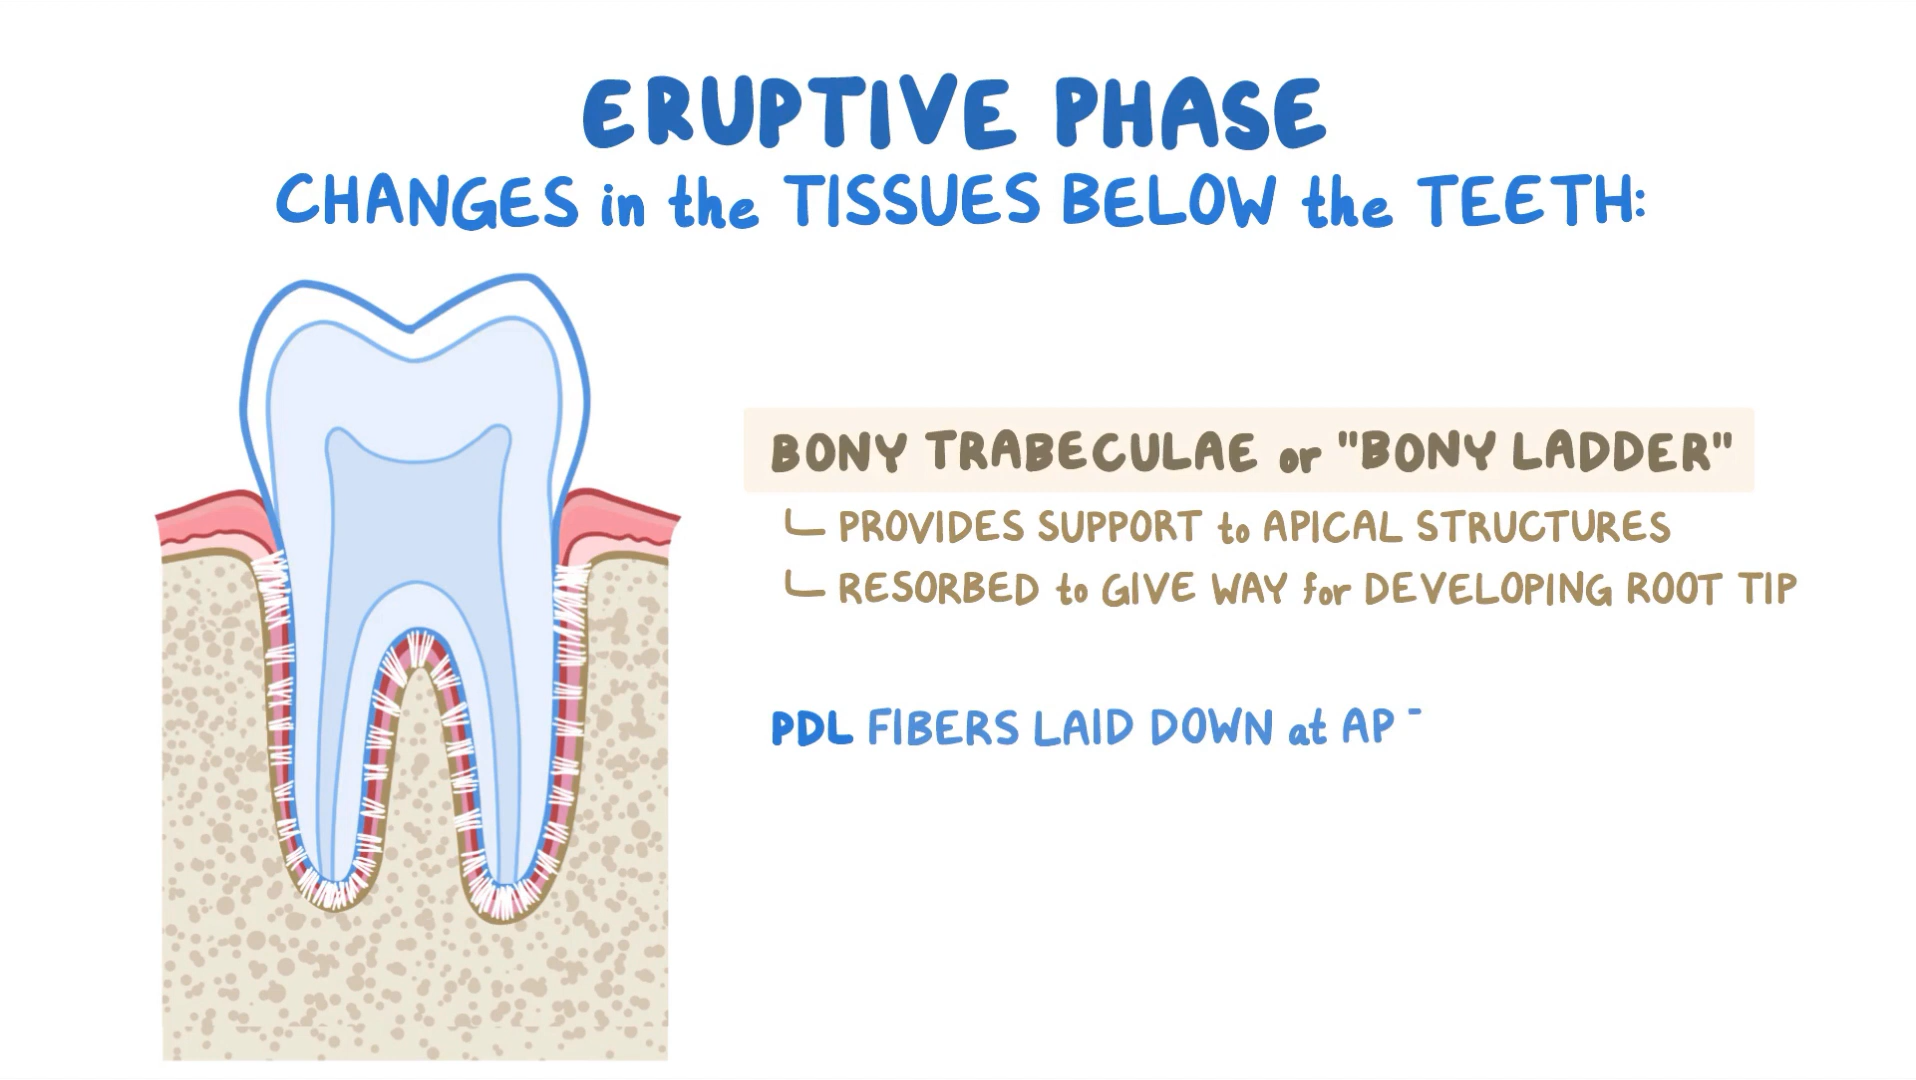 ERUPTIVE PHASE
CHANGES in the TISSUES BELOW the TEETH:
BONY TRABECULAE or "BONY LADDER"
PROVIDES SUPPORT to APICAL STRUCTURES
RESORBED to GIVE WAY for DEVELOPING ROOT TIP
PDL FIBERS LAID DOWN at AP